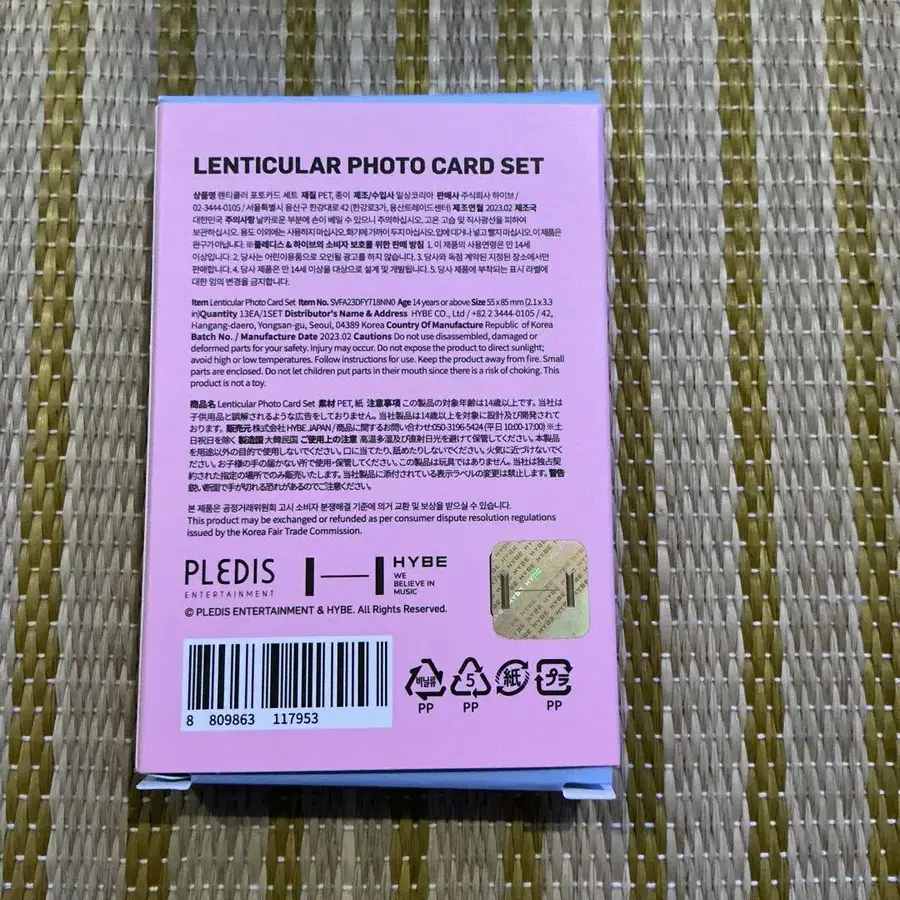 LENTICULAR PHOTO CARD SET
상품명 렌티큘러 포토카드 세트 재질 PET, 종이 제조/수입사 일상코리아 판매사 주식회사 하이브 /
02-3444-0105 / 서울특별시 용산구 한강대로 42 (한강로3가, 용산트레이드센터) 제조연월 2023.02 제조국
대한민국 주의사항 날카로운 부분에 손이 베일 수 있으니 주의하십시오. 고온 고습 및 직사광선을 피하여
보관하십시오. 용도 이외에는 사용하지 마십시오. 화기에 가까이 두지 마십시오. 입에 대거나 넣고 빨지 마십시오. 이 제품은
완구가 아닙니다. ※플레디스 & 하이브의 소비자 보호를 위한 판매 방침 1. 이 제품의 사용연령은 만 14세
이상입니다. 2. 당사는 어린이용품으로 오인될 광고를 하지 않습니다. 3. 당사와 독점 계약된 지정된 장소에서만
판매합니다. 4. 당사 제품은 만 14세 이상을 대상으로 설계 및 개발됩니다. 5. 당사 제품에 부착되는 표시 라벨에
대한 임의 변경을 금지합니다.
Item Lenticular Photo Card Set Item No. SVFA23DFY718NN0 Age 14 years or above Size 55 x 85 mm (2.1 x 3.3
in)Quantity 13EA/1SET Distributor's Name & Address HYBE CO., Ltd / +82 2 3444-0105 / 42,
Hangang-daero, Yongsan-gu, Seoul, 04389 Korea Country Of Manufacture Republic of Korea
Batch No. / Manufacture Date 2023.02 Cautions Do not use disassembled, damaged or
deformed parts for your safety. Injury may occur. Do not expose the product to direct sunlight;
avoid high or low temperatures. Follow instructions for use. Keep the product away from fire. Small
parts are enclosed. Do not let children put parts in their mouth since there is a risk of choking. This
product is not a toy.
商品名 Lenticular Photo Card Set 素材 PET, 紙 注意事項 この製品の対象年齢は14歳以上です。当社は
子供用品と誤解されるような広告をしておりません。当社製品は14歳以上を対象に設計及び開発されて
おります。販売元 株式会社 HYBE JAPAN / 商品に関するお問い合わせ:050-3196-5424 (平日 10:00-17:00) ※土
日祝日を除く 製造国 大韓民国 ご使用上の注意 高温多湿及び直射日光を避けて保管してください。本製品
を用途以外の目的で使用しないでください。口に当てたり、舐めたりしないでください。火気に近づけないで
ください。お子様の手の届かない所で使用・保管してください。この製品は玩具ではありません。当社は独占契
約された指定の場所でのみ販売いたします。当社製品に添付されている表示ラベルの変更は禁止します。警告
鋭い断面で手が切れる恐れがあるのでご注意ください。
본 제품은 공정거래위원회 고시 소비자 분쟁해결 기준에 의거 교환 및 보상을 받으실 수 있습니다.
This product may be exchanged or refunded as per consumer dispute resolution regulations
issued by the Korea Fair Trade Commission.
PLEDIS
ENTERTAINMENT
HYBE
WE
BELIEVE IN
MUSIC
HYBE HYBE
© PLEDIS ENTERTAINMENT & HYBE. All Rights Reserved.
8 809863 117953
비닐류 5 紙 プラ
PP PP PP